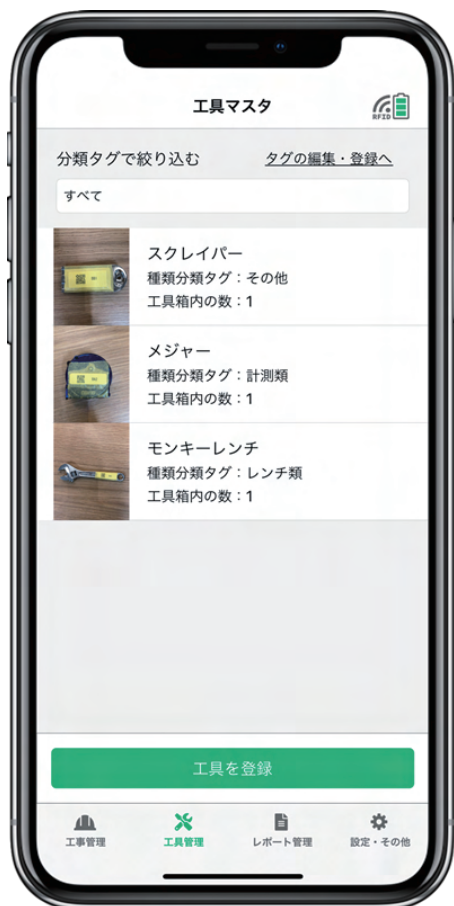 工具マスタ
RFID
分類タグで絞り込む
タグの編集・登録へ
すべて
スクレイパー
種類分類タグ：その他
工具箱内の数：1
メジャー
種類分類タグ：計測類
工具箱内の数：1
モンキーレンチ
種類分類タグ：レンチ類
工具箱内の数：1
工具を登録
工事管理
工具管理
レポート管理
設定・その他